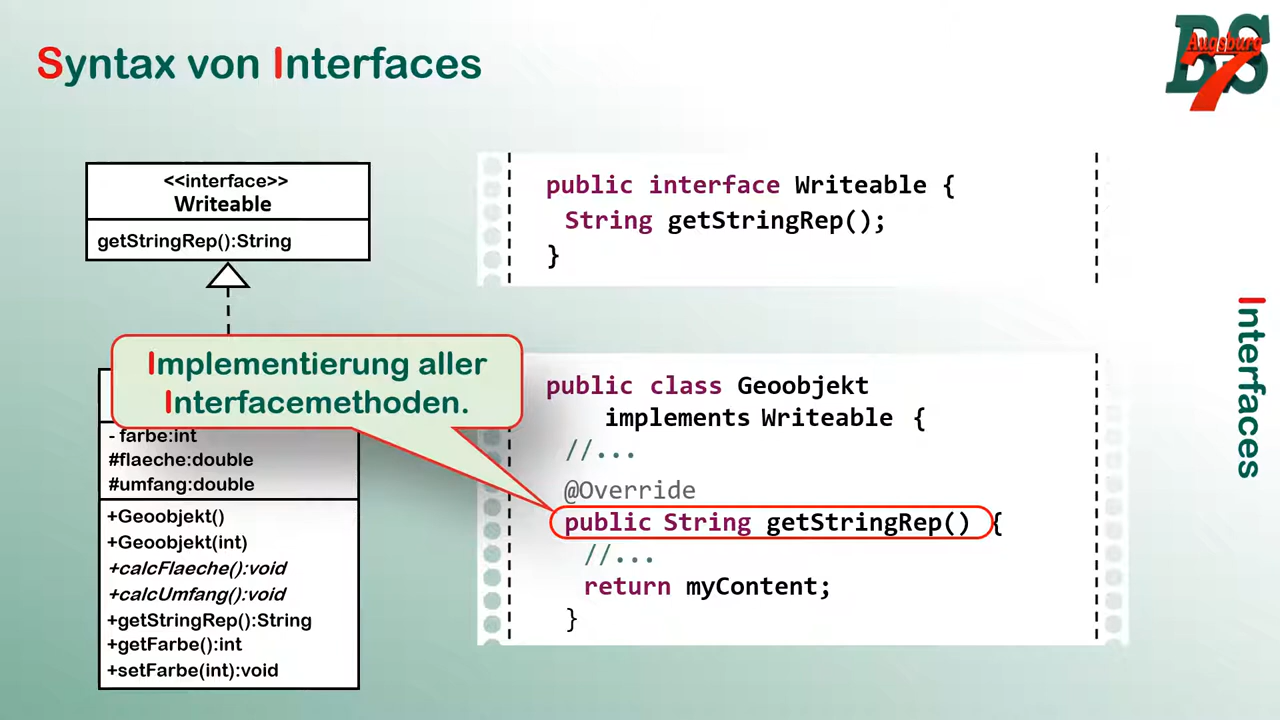 Syntax von Interfaces
BS
Augsburg
7
<<interface>>
Writeable
getStringRep():String
public interface Writeable {
String getStringRep();
}
Implementierung aller
Interfacemethoden.
- farbe:int
#flaeche:double
#umfang:double
+Geoobjekt()
+Geoobjekt(int)
+calcFlaeche():void
+calcUmfang():void
+getStringRep():String
+getFarbe():int
+setFarbe(int):void
public class Geoobjekt
implements Writeable {
//...
@Override
public String getStringRep() {
//...
return myContent;
}
Interfaces